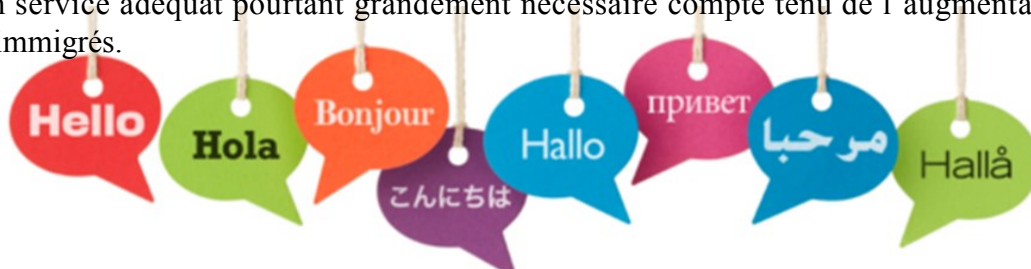 service adéquat pourtant grandement nécessaire compte tenu de l'augmenta
immigrés.
Hello
Hola
Bonjour
こんにちは
Hallo
привет
مرحبا
Hallå